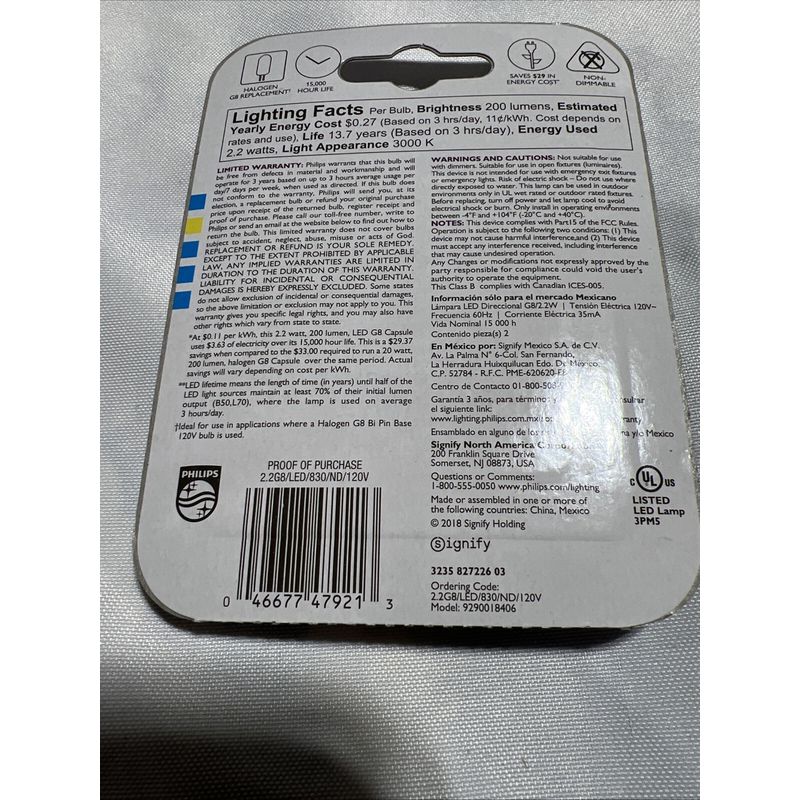 HALOGEN
G8 REPLACEMENT†
15,000
HOUR LIFE
SAVES $29 IN
ENERGY COST*
NON-
DIMMABLE
Lighting Facts Per Bulb, Brightness 200 lumens, Estimated
Yearly Energy Cost $0.27 (Based on 3 hrs/day, 11¢/kWh. Cost depends on
rates and use), Life 13.7 years (Based on 3 hrs/day), Energy Used
2.2 watts, Light Appearance 3000 K
LIMITED WARRANTY: Philips warrants that this bulb will
be free from defects in material and workmanship and will
operate for 3 years based on up to 3 hours average usage per
day/7 days per week, when used as directed. If this bulb does
not conform to the warranty, Philips will send you, at its
election, a replacement bulb or refund your original purchase
price upon receipt of the returned bulb, register receipt and
proof of purchase. Please call our toll-free number, write to
Philips or send an email at the website below to find out how to
return the bulb. This limited warranty does not cover bulbs
subject to accident, neglect, abuse, misuse or acts of God.
REPLACEMENT OR REFUND IS YOUR SOLE REMEDY.
EXCEPT TO THE EXTENT PROHIBITED BY APPLICABLE
LAW, ANY IMPLIED WARRANTIES ARE LIMITED IN
DURATION TO THE DURATION OF THIS WARRANTY.
LIABILITY FOR INCIDENTAL OR CONSEQUENTIAL
DAMAGES IS HEREBY EXPRESSLY EXCLUDED. Some states
do not allow exclusion of incidental or consequential damages,
so the above limitation or exclusion may not apply to you. This
warranty gives you specific legal rights, and you may also have
other rights which vary from state to state.
*At $0.11 per kWh, this 2.2 watt, 200 lumen, LED G8 Capsule
uses $3.63 of electricity over its 15,000 hour life. This is a $29.37
savings when compared to the $33.00 required to run a 20 watt,
200 lumen, halogen G8 Capsule over the same period. Actual
savings will vary depending on cost per kWh.
**LED lifetime means the length of time (in years) until half of the
LED light sources maintain at least 70% of their initial lumen
output (B50,L70), where the lamp is used on average
3 hours/day.
†Ideal for use in applications where a Halogen G8 Bi Pin Base
120V bulb is used.
PHILIPS
PROOF OF PURCHASE
2.2G8/LED/830/ND/120V
0 46677 47921 3
WARNINGS AND CAUTIONS: Not suitable for use
with dimmers. Suitable for use in open fixtures (luminaires).
This device is not intended for use with emergency exit fixtures
or emergency lights. Risk of electric shock – Do not use where
directly exposed to water. This lamp can be used in outdoor
environments only in UL wet rated or outdoor rated fixtures.
Before replacing, turn off power and let lamp cool to avoid
electrical shock or burn. Only install in operating environments
between -4°F and +104°F (-20°C and +40°C).
NOTES: This device complies with Part15 of the FCC Rules.
Operation is subject to the following two conditions: (1) This
device may not cause harmful interference,and (2) This device
must accept any interference received, including interference
that may cause undesired operation.
Any Changes or modifications not expressly approved by
the party responsible for compliance could void the user's
authority to operate the equipment.
This Class B complies with Canadian ICES-005.
Información sólo para el mercado Mexicano
Lámpara LED Direccional G8/2.2W | Tensión Eléctrica 120V~
Frecuencia 60Hz | Corriente Eléctrica 35mA
Vida Nominal 15 000 h
Contenido pieza(s) 2
En México por: Signify Mexico S.A. de C.V.
Av. La Palma N° 6-Col. San Fernando,
La Herradura Huixquilucan Edo. De México,
C.P. 52784 - R.F.C. PME-620620-
Centro de Contacto 01-800-50
Garantía 3 años, para términos y
el siguiente link:
www.lighting.philips.com.mx/
Ensamblado en alguno de los y/o Mexico
Signify North America
200 Franklin Square Drive
Somerset, NJ 08873, USA
Questions or Comments:
1-800-555-0050 www.philips.com/lighting
Made or assembled in one or more of
the following countries: China, Mexico
© 2018 Signify Holding
Signify
3235 827226 03
Ordering Code:
2.2G8/LED/830/ND/120V
Model: 9290018406
C UL US
LISTED
LED Lamp
3PM5